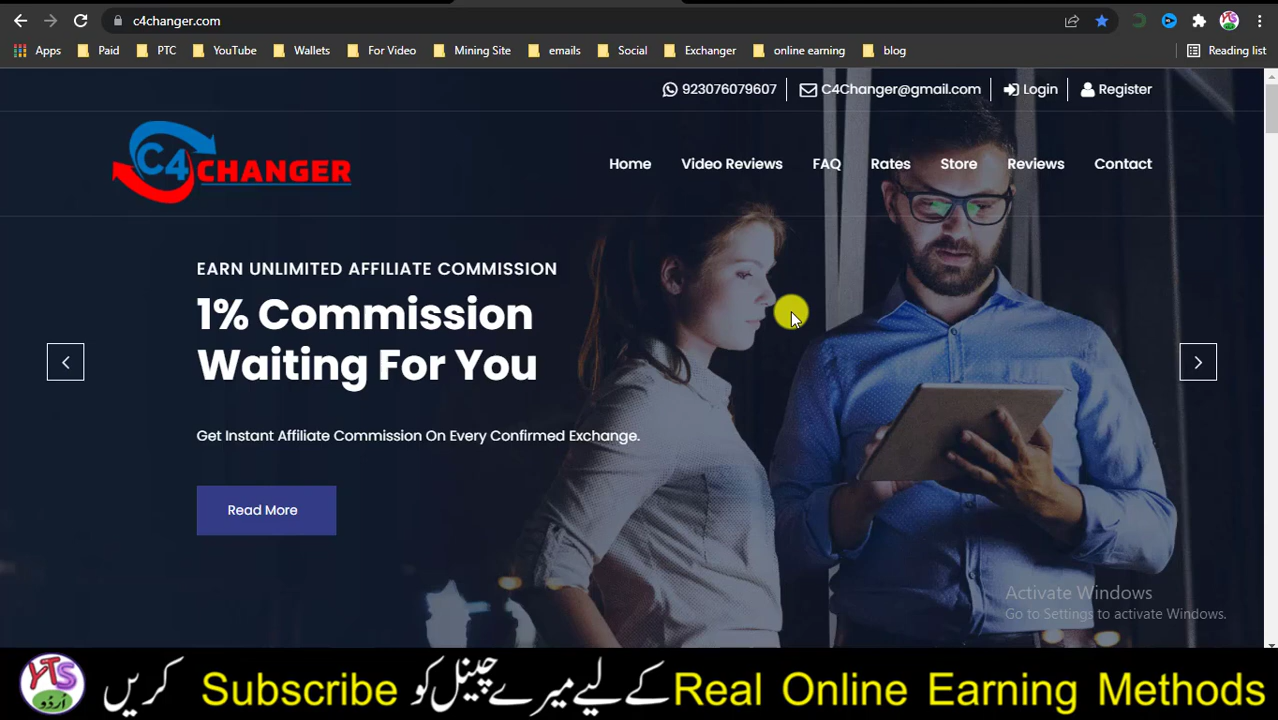 c4changer.com
Apps Paid PTC YouTube Wallets For Video Mining Site emails Social Exchanger online earning blog Reading list
923076079607 C4Changer@gmail.com Login Register
C4CHANGER
Home Video Reviews FAQ Rates Store Reviews Contact
EARN UNLIMITED AFFILIATE COMMISSION
1% Commission
Waiting For You
Get Instant Affiliate Commission On Every Confirmed Exchange.
Read More
Activate Windows
Go to Settings to activate Windows.
YTS
اردو
Real Online Earning Methods کے لیے میرے چینل کو Subscribe کریں